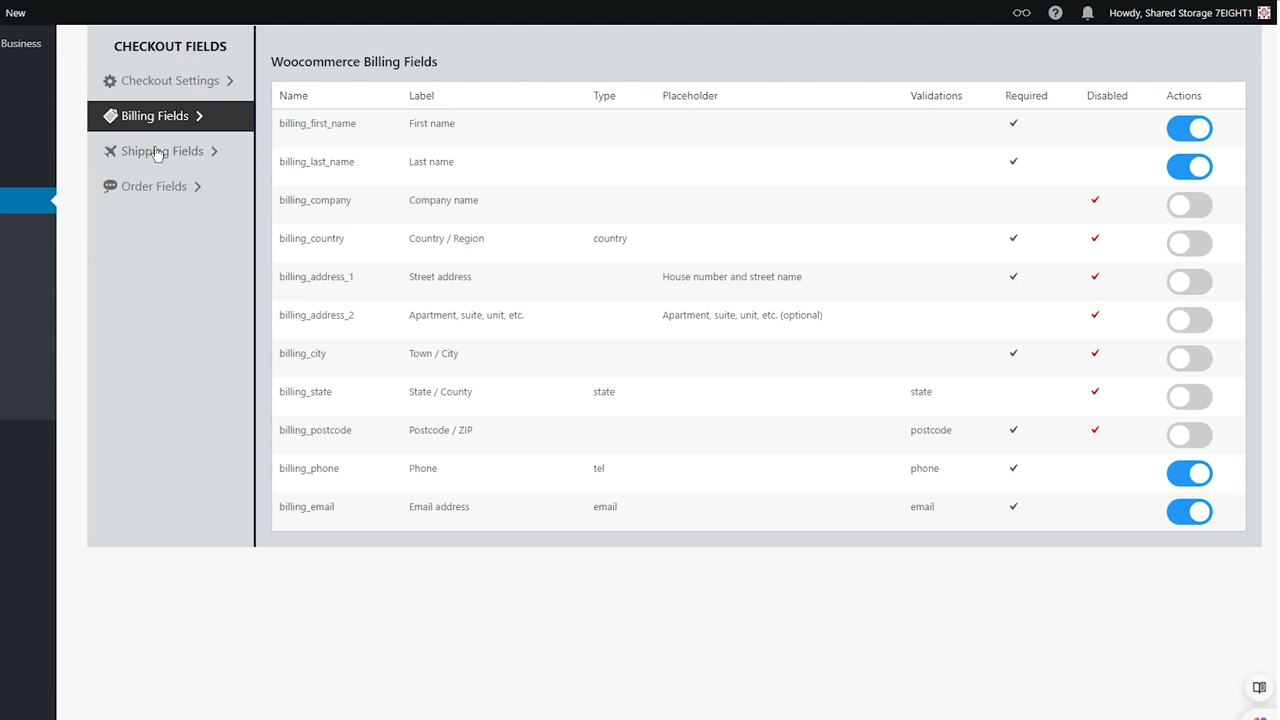 New
Howdy, Shared Storage 7EIGHT1
Business
CHECKOUT FIELDS
Checkout Settings
Billing Fields
Shipping Fields
Order Fields
Woocommerce Billing Fields
Name Label Type Placeholder Validations Required Disabled Actions
billing_first_name First name
billing_last_name Last name
billing_company Company name
billing_country Country / Region country
billing_address_1 Street address House number and street name
billing_address_2 Apartment, suite, unit, etc. Apartment, suite, unit, etc. (optional)
billing_city Town / City
billing_state State / County state state
billing_postcode Postcode / ZIP postcode
billing_phone Phone tel phone
billing_email Email address email email